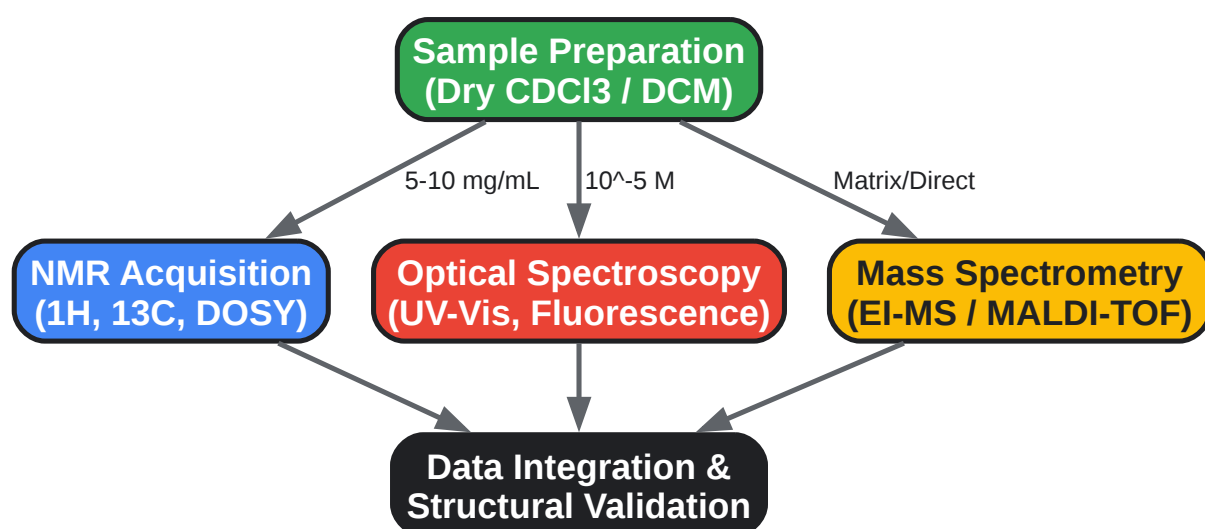 Sample Preparation
(Dry CDCl3 / DCM)
5-10 mg/mL
10^-5 M
Matrix/Direct
NMR Acquisition
(1H, 13C, DOSY)
Optical Spectroscopy
(UV-Vis, Fluorescence)
Mass Spectrometry
(EI-MS / MALDI-TOF)
Data Integration &
Structural Validation